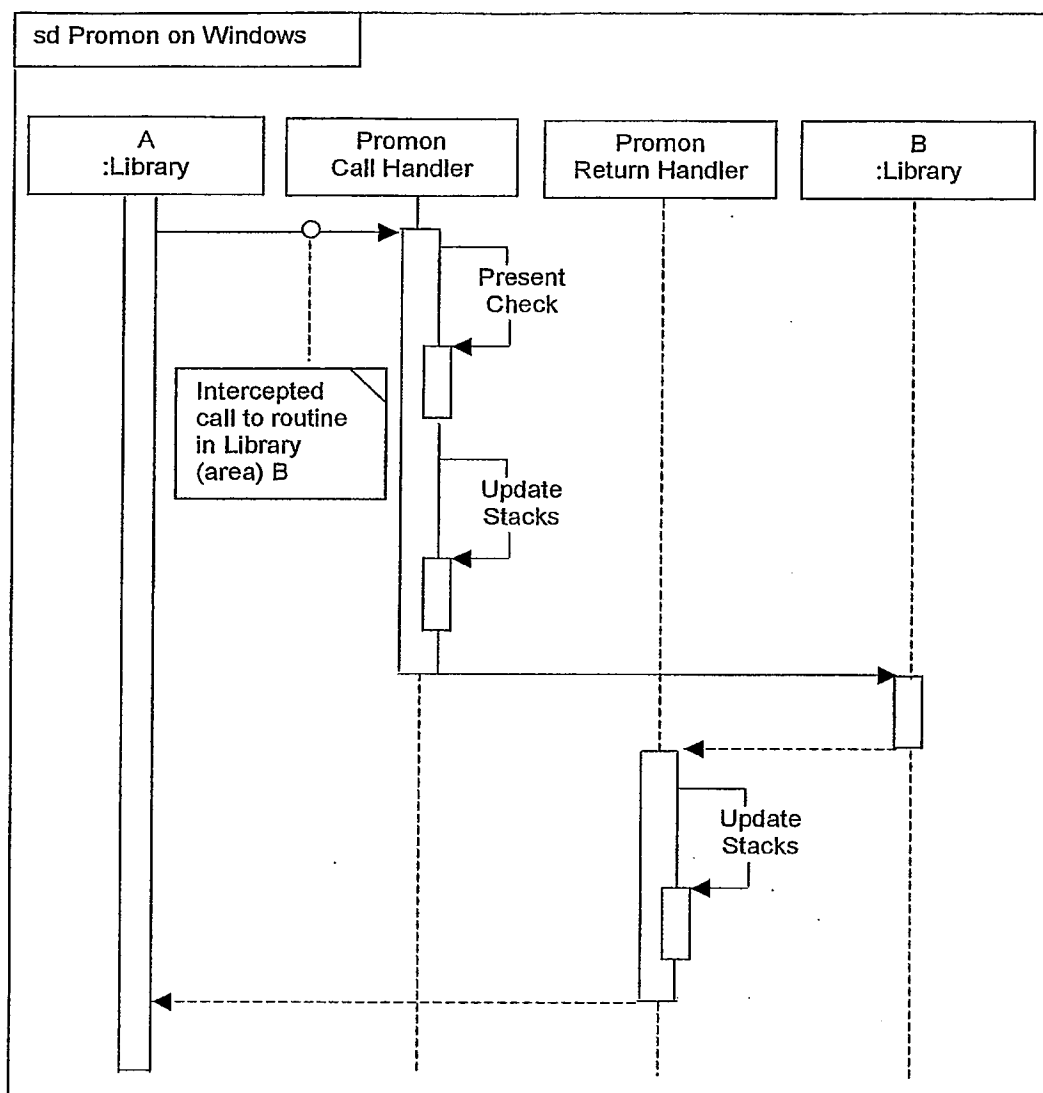 sd Promon on Windows
A
:Library
Promon
Call Handler
Promon
Return Handler
B
:Library
Present
Check
Intercepted
call to routine
in Library
(area) B
Update
Stacks
Update
Stacks